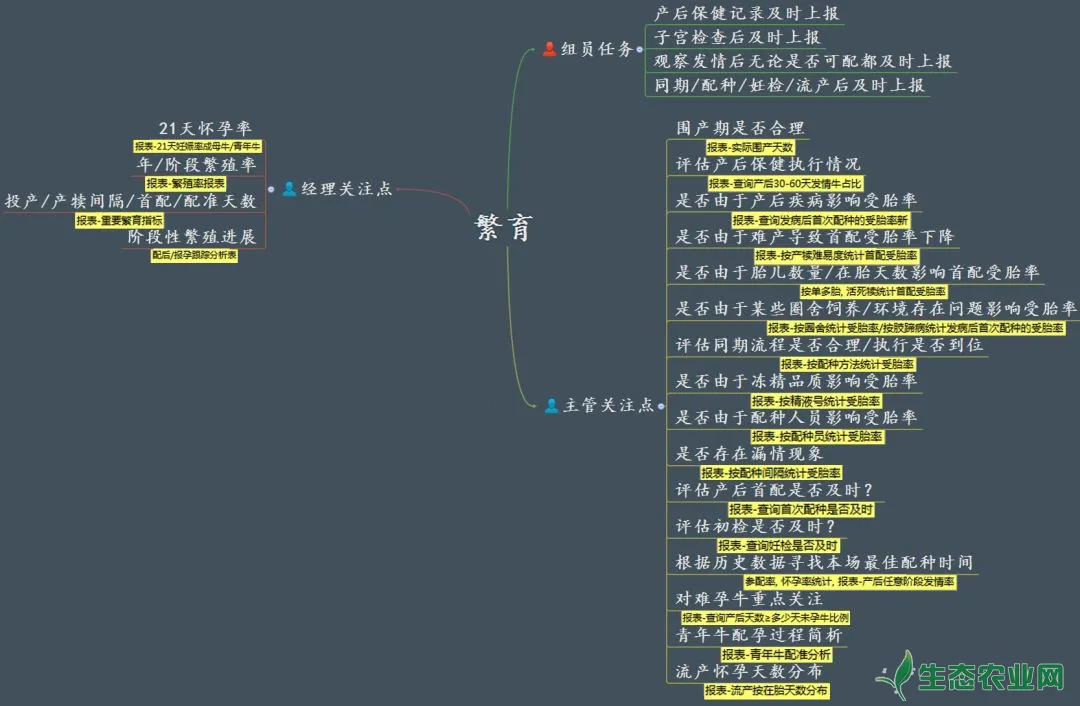 繁育
组员任务
产后保健记录及时上报
子宫检查后及时上报
观察发情后无论是否可配都及时上报
同期/配种/妊检/流产后及时上报
经理关注点
21天怀孕率
报表-21天妊娠率成母牛/青年牛
年/阶段繁殖率
报表-繁殖率报表
投产/产犊间隔/首配/配准天数
报表-重要繁育指标
阶段性繁殖进展
配后/报孕跟踪分析表
主管关注点
围产期是否合理
报表-实际围产天数
评估产后保健执行情况
报表-查询产后30-60天发情牛占比
是否由于产后疾病影响受胎率
报表-查询发病后首次配种的受胎率新
是否由于难产导致首配受胎率下降
报表-按产犊难易度统计首配受胎率
是否由于胎儿数量/在胎天数影响首配受胎率
按单多胎, 活死犊统计首配受胎率
是否由于某些圈舍饲养/环境存在问题影响受胎率
报表-按圈舍统计受胎率/按肢蹄病统计发病后首次配种的受胎率
评估同期流程是否合理/执行是否到位
报表-按配种方法统计受胎率
是否由于冻精品质影响受胎率
报表-按精液号统计受胎率
是否由于配种人员影响受胎率
报表-按配种员统计受胎率
是否存在漏情现象
报表-按配种间隔统计受胎率
评估产后首配是否及时?
报表-查询首次配种是否及时
评估初检是否及时?
报表-查询妊检是否及时
根据历史数据寻找本场最佳配种时间
参配率, 怀孕率统计, 报表-产后任意阶段发情率
对难孕牛重点关注
报表-查询产后天数≥多少天未孕牛比例
青年牛配孕过程简析
报表-青年牛配准分析
流产怀孕天数分布
报表-流产按在胎天数分布
生态农业网